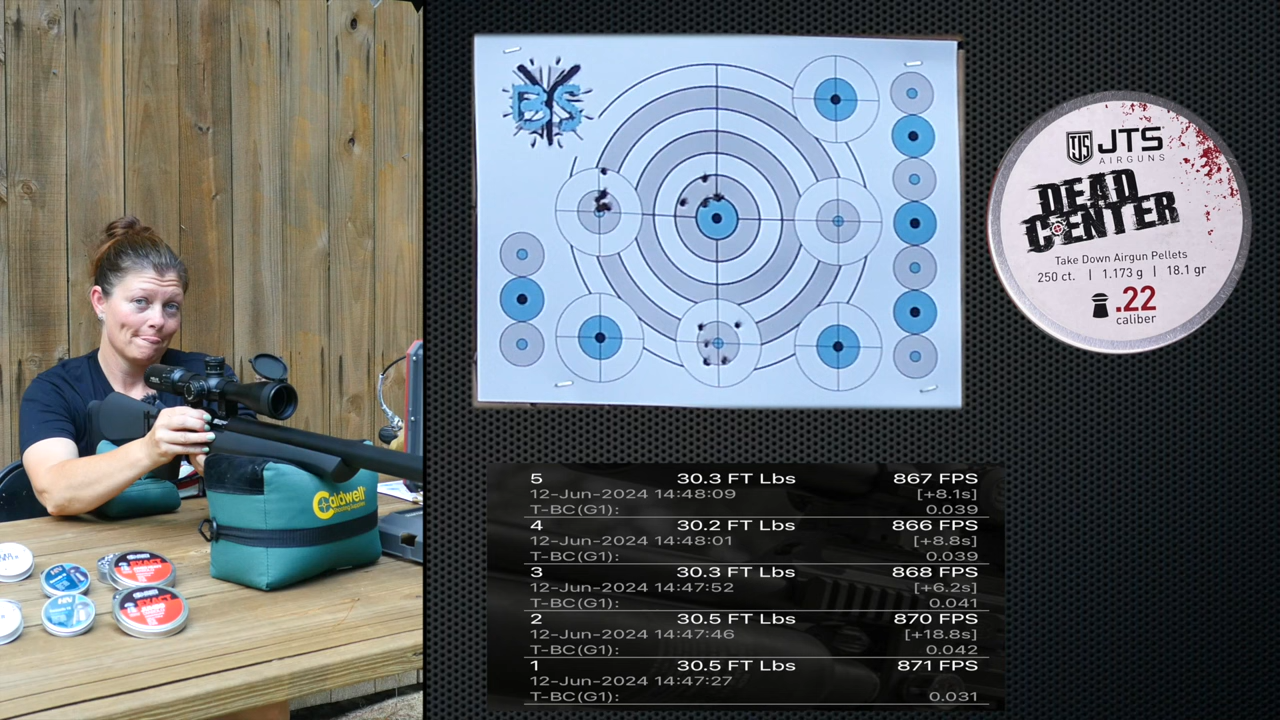 BS
JTS
JTS
AIRGUNS
DEAD
CENTER
Take Down Airgun Pellets
250 ct. | 1.173 g | 18.1 gr
.22
caliber
Caldwell
Shooting Supplies
EXACT
EXACT
5 30.3 FT Lbs 867 FPS
12-Jun-2024 14:48:09 [+8.1s]
T-BC(G1): 0.039
4 30.2 FT Lbs 866 FPS
12-Jun-2024 14:48:01 [+8.8s]
T-BC(G1): 0.039
3 30.3 FT Lbs 868 FPS
12-Jun-2024 14:47:52 [+6.2s]
T-BC(G1): 0.041
2 30.5 FT Lbs 870 FPS
12-Jun-2024 14:47:46 [+18.8s]
T-BC(G1): 0.042
1 30.5 FT Lbs 871 FPS
12-Jun-2024 14:47:27
T-BC(G1): 0.031